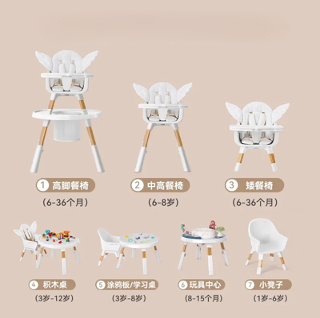 1 高脚餐椅
(6-36个月)
2 中高餐椅
(6-8岁)
3 矮餐椅
(6-36个月)
4 积木桌
(3岁-12岁)
5 涂鸦板/学习桌
(3岁-8岁)
6 玩具中心
(8-15个月)
7 小凳子
(1岁-6岁)